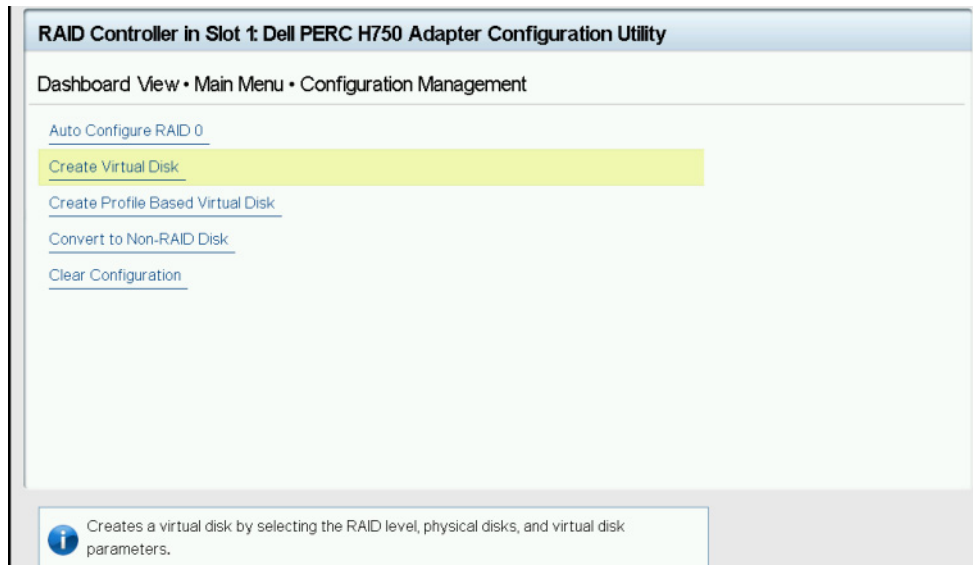 RAID Controller in Slot 1: Dell PERC H750 Adapter Configuration Utility
Dashboard View • Main Menu • Configuration Management
Auto Configure RAID 0
Create Virtual Disk
Create Profile Based Virtual Disk
Convert to Non-RAID Disk
Clear Configuration
Creates a virtual disk by selecting the RAID level, physical disks, and virtual disk
parameters.